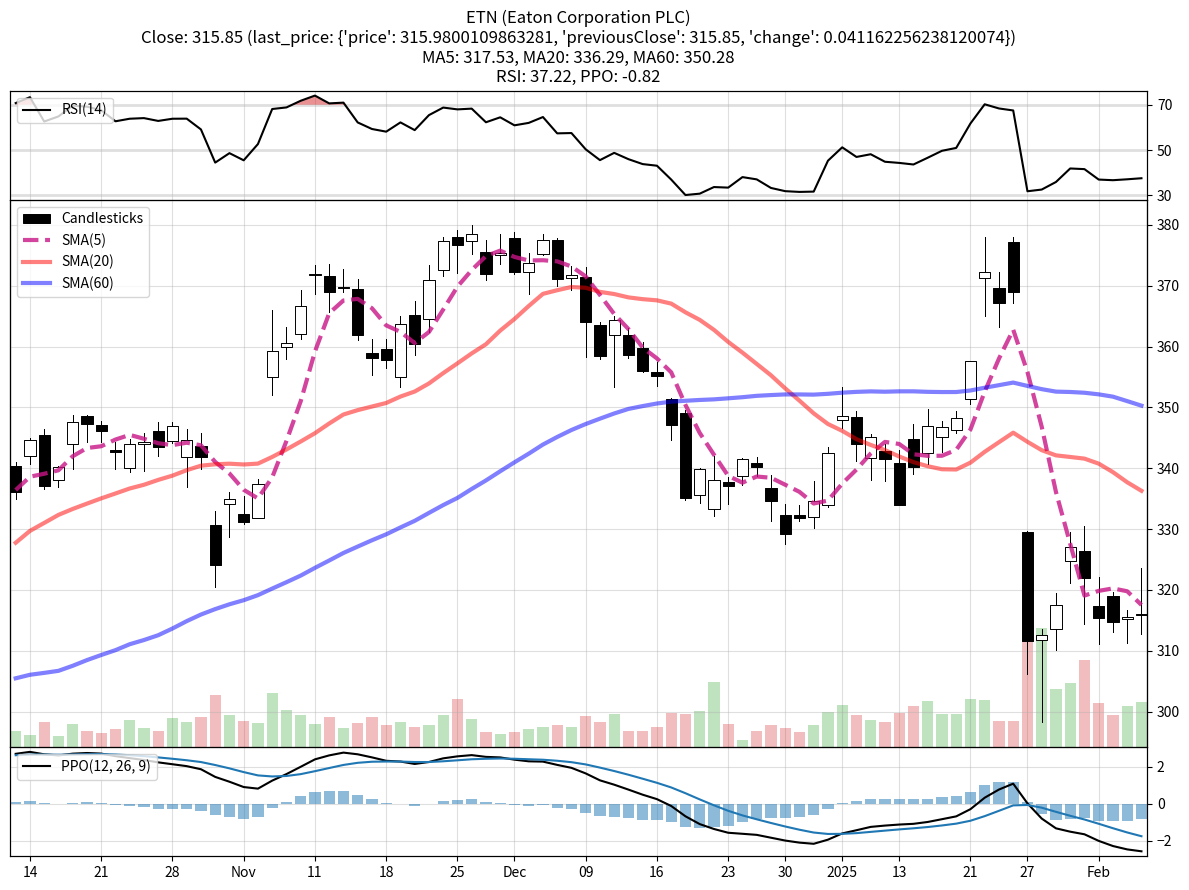 ETN (Eaton Corporation PLC)
Close: 315.85 (last_price: {'price': 315.9800109863281, 'previousClose': 315.85, 'change': 0.041162256238120074})
MA5: 317.53, MA20: 336.29, MA60: 350.28
RSI: 37.22, PPO: -0.82
RSI(14)
70
50
30
Candlesticks
SMA(5)
SMA(20)
SMA(60)
380
370
360
350
340
330
320
310
300
PPO(12, 26, 9)
2
0
−2
14 21 28 Nov 11 18 25 Dec 09 16 23 30 2025 13 21 27 Feb